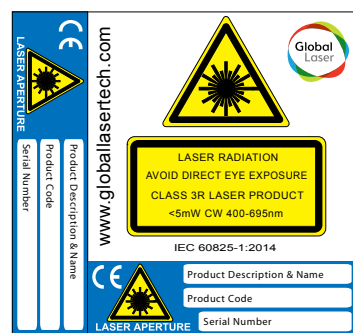 LASER APERTURE
CE
Product Description & Name
Product Code
Serial Number
www.globallasertech.com
Global
Laser
LASER RADIATION
AVOID DIRECT EYE EXPOSURE
CLASS 3R LASER PRODUCT
<5mW CW 400-695nm
IEC 60825-1:2014
CE
LASER APERTURE
Product Description & Name
Product Code
Serial Number